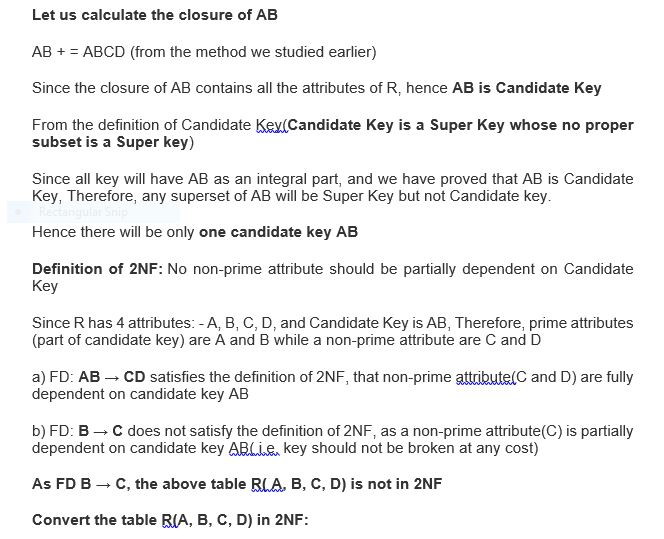 Let us calculate the closure of AB
AB + = ABCD (from the method we studied earlier)
Since the closure of AB contains all the attributes of R, hence AB is Candidate Key
From the definition of Candidate Key(Candidate Key is a Super Key whose no proper
subset is a Super key)
Since all key will have AB as an integral part, and we have proved that AB is Candidate
Key, Therefore, any superset of AB will be Super Key but not Candidate key.
Rectangular Snip
Hence there will be only one candidate key AB
Definition of 2NF: No non-prime attribute should be partially dependent on Candidate
Key
Since R has 4 attributes: - A, B, C, D, and Candidate Key is AB, Therefore, prime attributes
(part of candidate key) are A and B while a non-prime attribute are C and D
a) FD: AB → CD satisfies the definition of 2NF, that non-prime attribute(C and D) are fully
dependent on candidate key AB
b) FD: B → C does not satisfy the definition of 2NF, as a non-prime attribute(C) is partially
dependent on candidate key AB( i.e. key should not be broken at any cost)
As FD B → C, the above table R( A, B, C, D) is not in 2NF
Convert the table R(A, B, C, D) in 2NF: